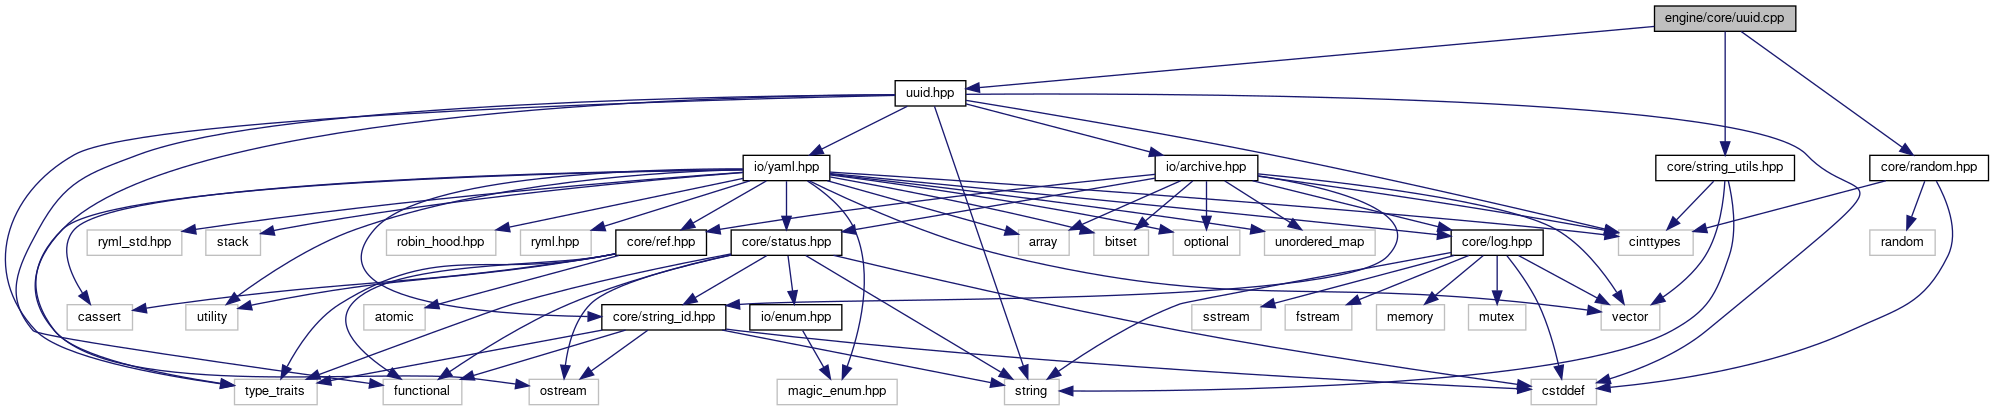 engine/core/uuid.cpp
uuid.hpp
io/yaml.hpp
io/archive.hpp
core/string_utils.hpp
core/random.hpp
ryml_std.hpp
stack
robin_hood.hpp
ryml.hpp
core/ref.hpp
core/status.hpp
array
bitset
optional
unordered_map
core/log.hpp
cinttypes
random
cassert
utility
atomic
core/string_id.hpp
io/enum.hpp
sstream
fstream
memory
mutex
vector
type_traits
functional
ostream
magic_enum.hpp
string
cstddef